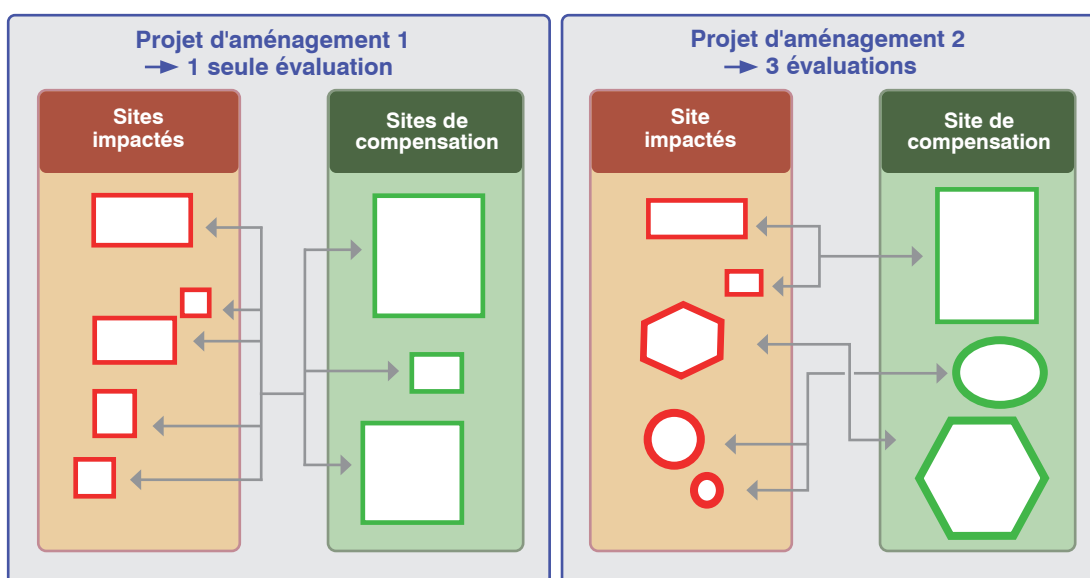 Projet d'aménagement 1
→ 1 seule évaluation
Sites
impactés
Sites de
compensation
Projet d'aménagement 2
→ 3 évaluations
Site
impactés
Site de
compensation